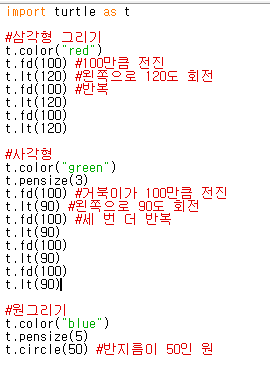 import turtle as t
#삼각형 그리기
t.color("red")
t.fd(100) #100만큼 전진
t.lt(120) #왼쪽으로 120도 회전
t.fd(100) #반복
t.lt(120)
t.fd(100)
t.lt(120)
#사각형
t.color("green")
t.pensize(3)
t.fd(100) #거북이가 100만큼 전진
t.lt(90) #왼쪽으로 90도 회전
t.fd(100) #세 번 더 반복
t.lt(90)
t.fd(100)
t.lt(90)
t.fd(100)
t.lt(90)
#원그리기
t.color("blue")
t.pensize(5)
t.circle(50) #반지름이 50인 원